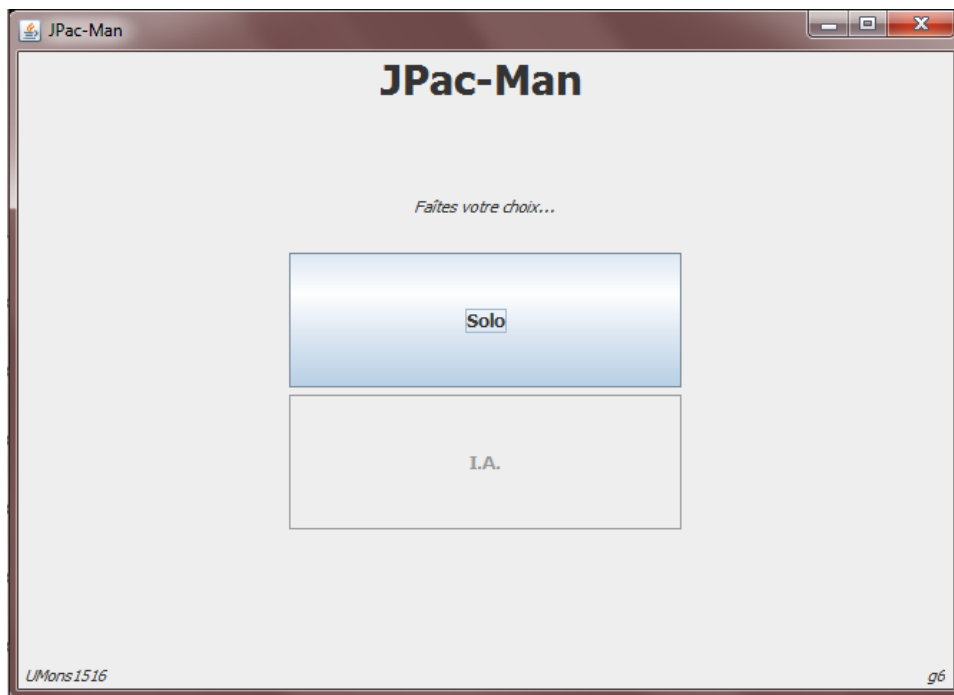 JPac-Man
JPac-Man
Faîtes votre choix...
Solo
I.A.
UMons1516
g6